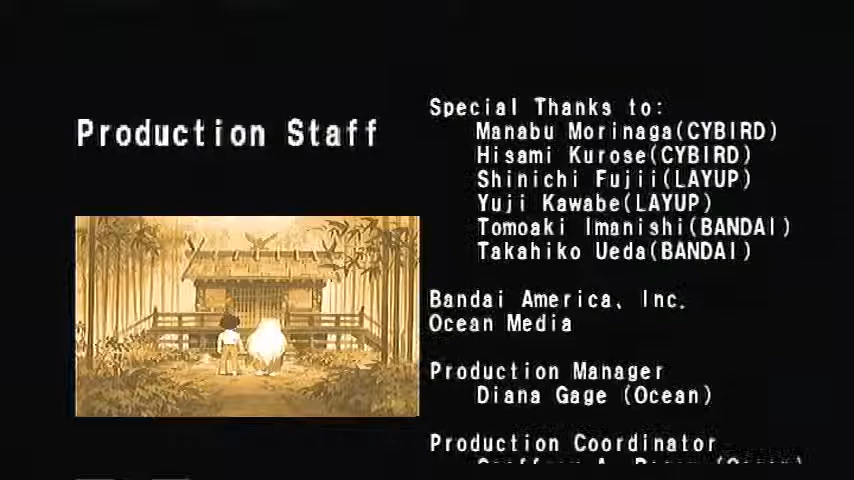 Production Staff
Special Thanks to:
Manabu Morinaga(CYBIRD)
Hisami Kurose(CYBIRD)
Shinichi Fujii(LAYUP)
Yuji Kawabe(LAYUP)
Tomoaki Imanishi(BANDAI)
Takahiko Ueda(BANDAI)
Bandai America, Inc.
Ocean Media
Production Manager
Diana Gage (Ocean)
Production Coordinator